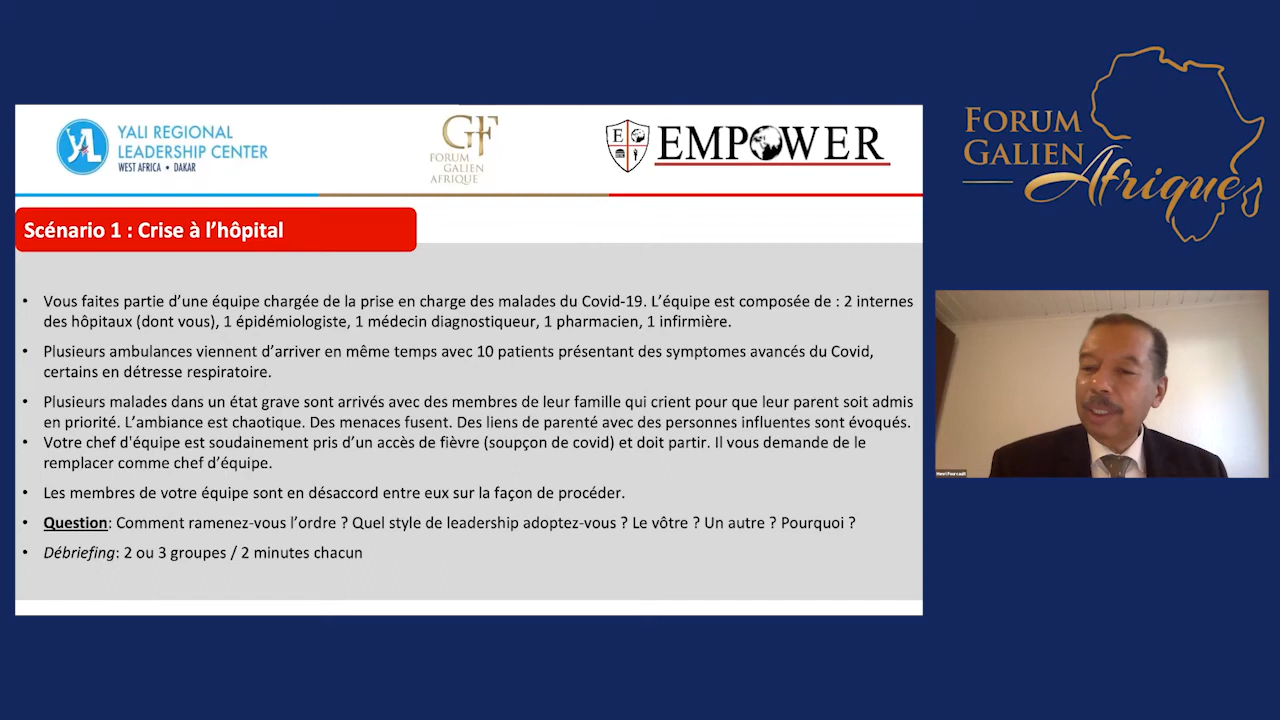 YALI REGIONAL
LEADERSHIP CENTER
WEST AFRICA • DAKAR
GF
FORUM
GALIEN
AFRIQUE
E
EMPOWER
FORUM
GALIEN
Afrique
Scénario 1 : Crise à l’hôpital
• Vous faites partie d’une équipe chargée de la prise en charge des malades du Covid-19. L’équipe est composée de : 2 internes
des hôpitaux (dont vous), 1 épidémiologiste, 1 médecin diagnostiqueur, 1 pharmacien, 1 infirmière.
• Plusieurs ambulances viennent d’arriver en même temps avec 10 patients présentant des symptomes avancés du Covid,
certains en détresse respiratoire.
• Plusieurs malades dans un état grave sont arrivés avec des membres de leur famille qui crient pour que leur parent soit admis
en priorité. L’ambiance est chaotique. Des menaces fusent. Des liens de parenté avec des personnes influentes sont évoqués.
• Votre chef d'équipe est soudainement pris d’un accès de fièvre (soupçon de covid) et doit partir. Il vous demande de le
remplacer comme chef d’équipe.
• Les membres de votre équipe sont en désaccord entre eux sur la façon de procéder.
• Question: Comment ramenez-vous l’ordre ? Quel style de leadership adoptez-vous ? Le vôtre ? Un autre ? Pourquoi ?
• Débriefing: 2 ou 3 groupes / 2 minutes chacun